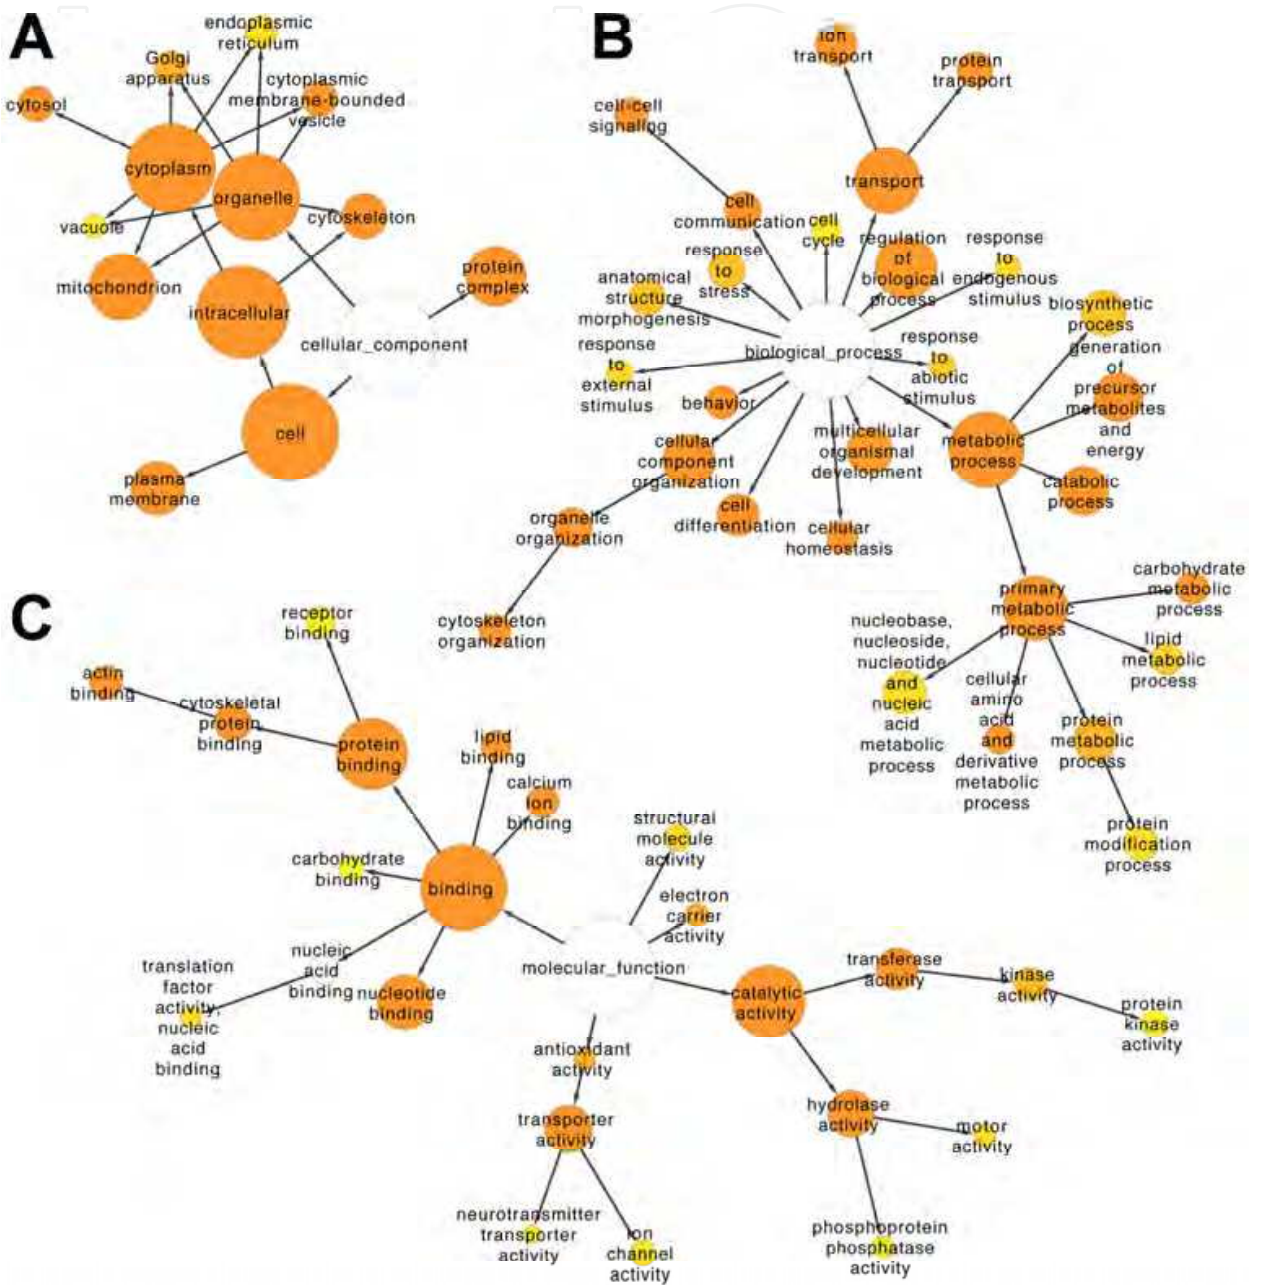 A
endoplasmic
reticulum
Golgi
apparatus
cytoplasmic
membrane-bounded
vesicle
cytosol
cytoplasm
organelle
vacuole
cytoskeleton
mitochondrion
intracellular
protein
complex
cellular_component
cell
plasma
membrane
B
ion
transport
protein
transport
cell-cell
signaling
transport
cell
communication
cell
cycle
regulation
of
biological
process
response
to
endogenous
stimulus
response
to
stress
anatomical
structure
morphogenesis
biosynthetic
process
biological_process
response
to
external
stimulus
response
to
abiotic
stimulus
generation
of
precursor
metabolites
and
energy
behavior
cellular
component
organization
multicellular
organismal
development
metabolic
process
catabolic
process
cell
differentiation
organelle
organization
cellular
homeostasis
cytoskeleton
organization
primary
metabolic
process
carbohydrate
metabolic
process
nucleobase,
nucleoside,
nucleotide
and
nucleic
acid
metabolic
process
lipid
metabolic
process
cellular
amino
acid
and
derivative
metabolic
process
protein
metabolic
process
protein
modification
process
C
receptor
binding
actin
binding
cytoskeletal
protein
binding
protein
binding
lipid
binding
calcium
ion
binding
structural
molecule
activity
carbohydrate
binding
binding
electron
carrier
activity
nucleic
acid
binding
translation
factor
activity,
nucleic
acid
binding
nucleotide
binding
molecular_function
catalytic
activity
transferase
activity
kinase
activity
protein
kinase
activity
antioxidant
activity
transporter
activity
hydrolase
activity
motor
activity
neurotransmitter
transporter
activity
ion
channel
activity
phosphoprotein
phosphatase
activity